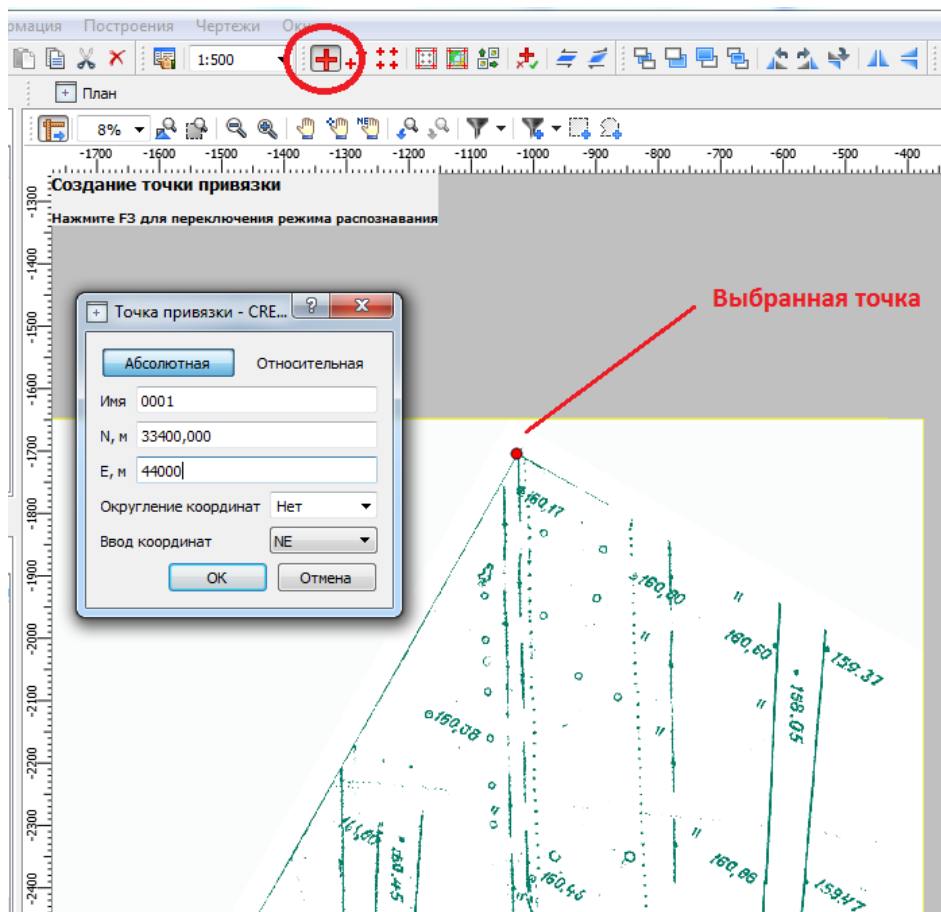 рмация Построения Чертежи
1:500
План
8% NE
-1700 -1600 -1500 -1400 -1300 -1200 -1100 -1000 -900 -800 -700 -600 -500 -400
Создание точки привязки
Нажмите F3 для переключения режима распознавания
-1300
-1400
-1500
-1600
-1700
-1800
-1900
-2000
-2100
-2200
-2300
-2400
Точка привязки - CRE... ?
Абсолютная Относительная
Имя 0001
N, м 33400,000
E, м 44000
Округление координат Нет
Ввод координат NE
OK Отмена
Выбранная точка
160,17
160,80
160,60
159.37
158.05
160,08
160.45
160,46
160,86
159.47